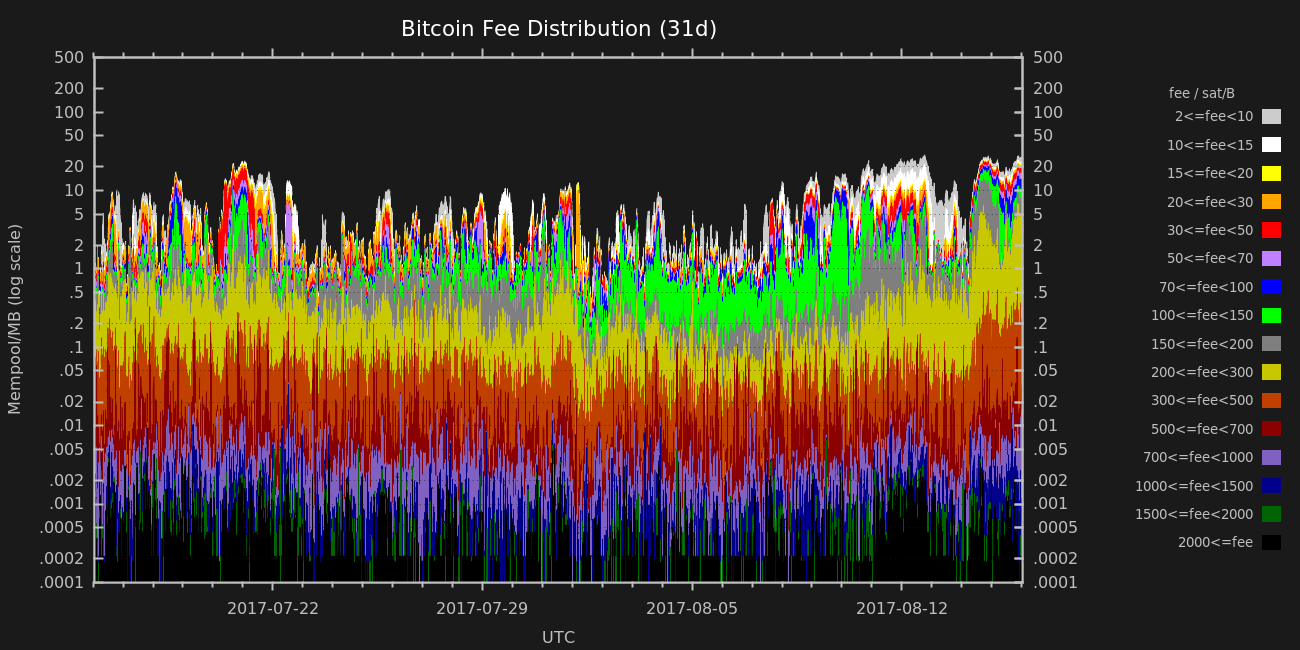 Bitcoin Fee Distribution (31d)
Mempool/MB (log scale)
500
200
100
50
20
10
5
2
1
.5
.2
.1
.05
.02
.01
.005
.002
.001
.0005
.0002
.0001
500
200
100
50
20
10
5
2
1
.5
.2
.1
.05
.02
.01
.005
.002
.001
.0005
.0002
.0001
2017-07-22
2017-07-29
2017-08-05
2017-08-12
UTC
fee / sat/B
2<=fee<10
10<=fee<15
15<=fee<20
20<=fee<30
30<=fee<50
50<=fee<70
70<=fee<100
100<=fee<150
150<=fee<200
200<=fee<300
300<=fee<500
500<=fee<700
700<=fee<1000
1000<=fee<1500
1500<=fee<2000
2000<=fee